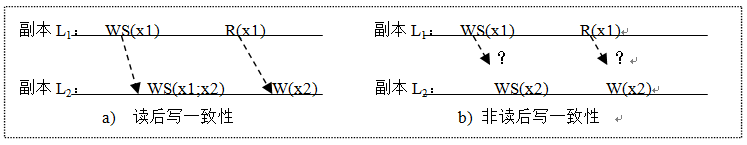 副本 L1: WS(x1) R(x1) 副本 L1: WS(x1) R(x1)↵
? ?↵
副本 L2: WS(x1;x2) W(x2) 副本 L2: WS(x2) W(x2)↵
a) 读后写一致性 b) 非读后写一致性 ↵